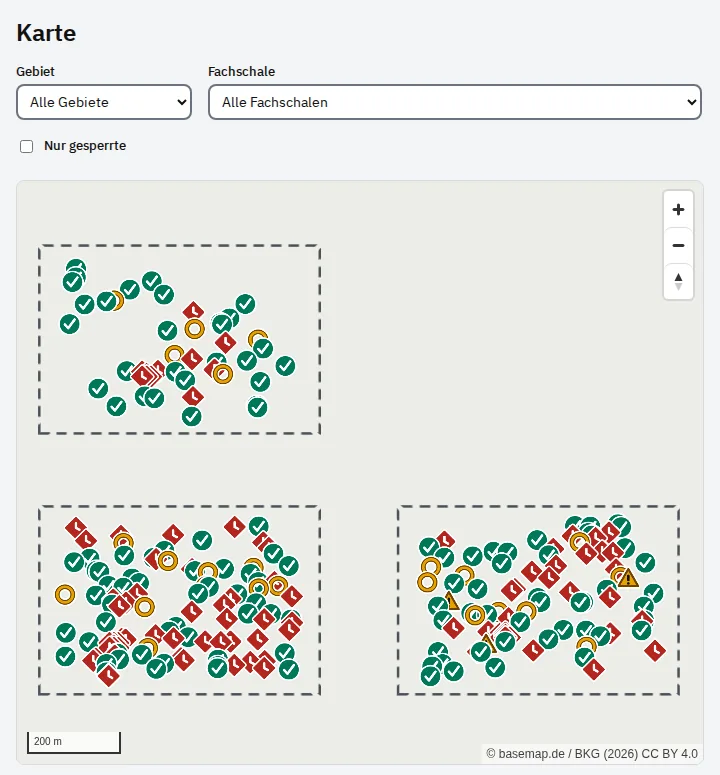 Karte
Gebiet
Fachschale
Alle Gebiete
Alle Fachschalen
Nur gesperrte
200 m
© basemap.de / BKG (2026) CC BY 4.0